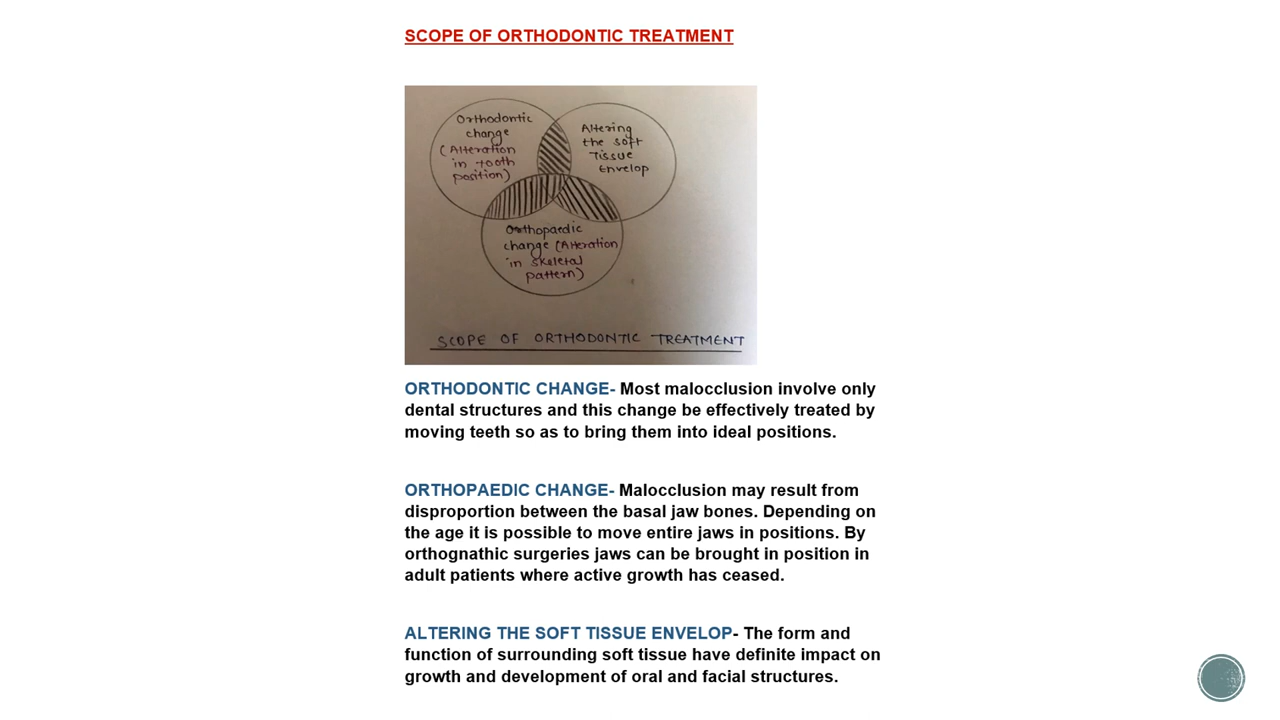 SCOPE OF ORTHODONTIC TREATMENT
Orthodontic
change
(Alteration
in tooth
position)
Altering
the soft
Tissue
Envelop
Orthopaedic
change (Alteration
in skeletal
pattern)
SCOPE OF ORTHODONTIC TREATMENT
ORTHODONTIC CHANGE- Most malocclusion involve only
dental structures and this change be effectively treated by
moving teeth so as to bring them into ideal positions.
ORTHOPAEDIC CHANGE- Malocclusion may result from
disproportion between the basal jaw bones. Depending on
the age it is possible to move entire jaws in positions. By
orthognathic surgeries jaws can be brought in position in
adult patients where active growth has ceased.
ALTERING THE SOFT TISSUE ENVELOP- The form and
function of surrounding soft tissue have definite impact on
growth and development of oral and facial structures.